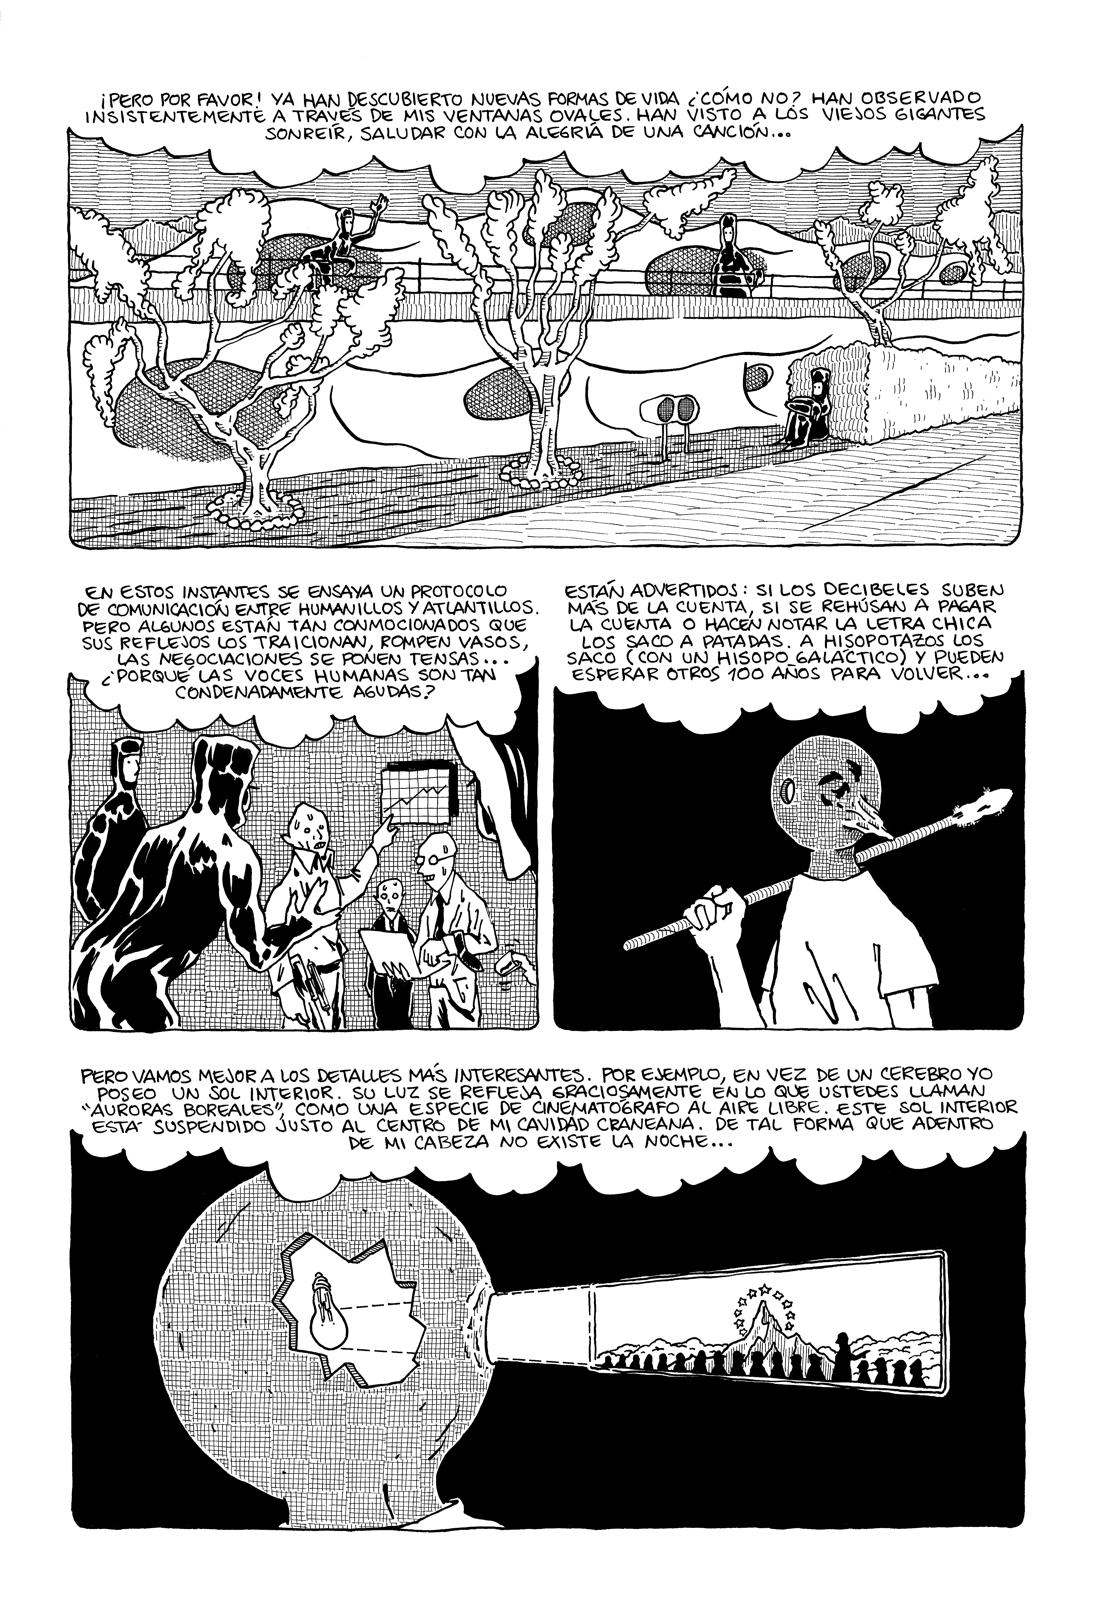 ¡PERO POR FAVOR! YA HAN DESCUBIERTO NUEVAS FORMAS DE VIDA ¿CÓMO NO? HAN OBSERVADO
INSISTENTEMENTE A TRAVÉS DE MIS VENTANAS OVALES. HAN VISTO A LOS VIEJOS GIGANTES
SONREÍR, SALUDAR CON LA ALEGRÍA DE UNA CANCIÓN...
EN ESTOS INSTANTES SE ENSAYA UN PROTOCOLO
DE COMUNICACIÓN ENTRE HUMANILLOS Y ATLANTILLOS.
PERO ALGUNOS ESTÁN TAN CONMOCIONADOS QUE
SUS REFLEJOS LOS TRAICIONAN, ROMPEN VASOS,
LAS NEGOCIACIONES SE PONEN TENSAS...
¿PORQUE LAS VOCES HUMANAS SON TAN
CONDENADAMENTE AGUDAS?
ESTÁN ADVERTIDOS: SI LOS DECIBELES SUBEN
MÁS DE LA CUENTA, SI SE REHÚSAN A PAGAR
LA CUENTA O HACEN NOTAR LA LETRA CHICA
LOS SACO A PATADAS. A HISOPOTAZOS LOS
SACO (CON UN HISOPO GALÁCTICO) Y PUEDEN
ESPERAR OTROS 100 AÑOS PARA VOLVER...
PERO VAMOS MEJOR A LOS DETALLES MÁS INTERESANTES. POR EJEMPLO, EN VEZ DE UN CEREBRO YO
POSEO UN SOL INTERIOR. SU LUZ SE REFLEJA GRACIOSAMENTE EN LO QUE USTEDES LLAMAN
"AURORAS BOREALES", COMO UNA ESPECIE DE CINEMATÓGRAFO AL AIRE LIBRE. ESTE SOL INTERIOR
ESTÁ SUSPENDIDO JUSTO AL CENTRO DE MI CAVIDAD CRANEANA. DE TAL FORMA QUE ADENTRO
DE MI CABEZA NO EXISTE LA NOCHE...